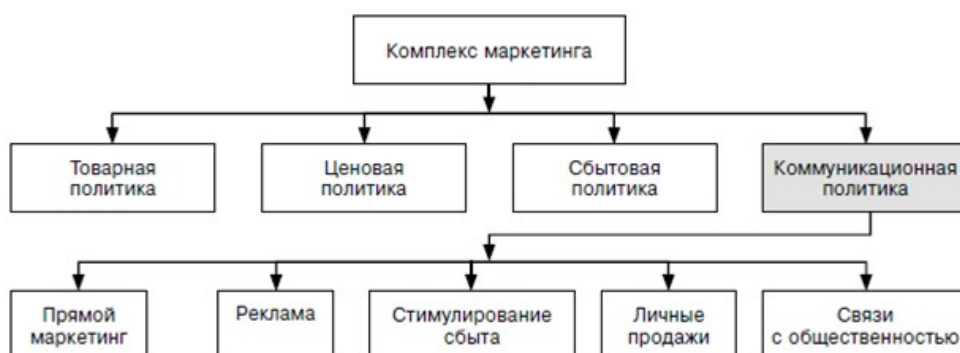 Комплекс маркетинга
Товарная
политика
Ценовая
политика
Сбытовая
политика
Коммуникационная
политика
Прямой
маркетинг
Реклама
Стимулирование
сбыта
Личные
продажи
Связи
с общественностью